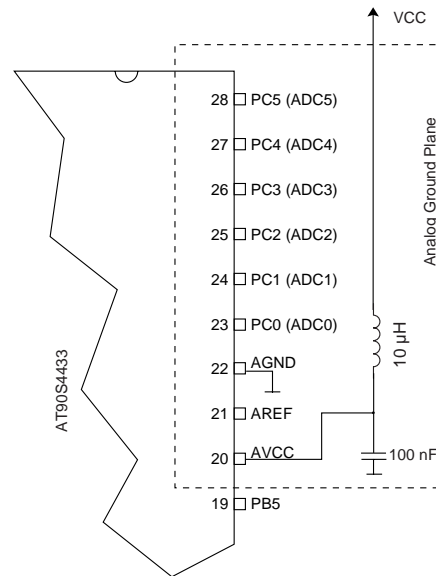 VCC
28 PC5 (ADC5)
27 PC4 (ADC4)
26 PC3 (ADC3)
25 PC2 (ADC2)
24 PC1 (ADC1)
23 PC0 (ADC0)
22 AGND
21 AREF
20 AVCC
19 PB5
AT90S4433
Analog Ground Plane
10 µH
100 nF